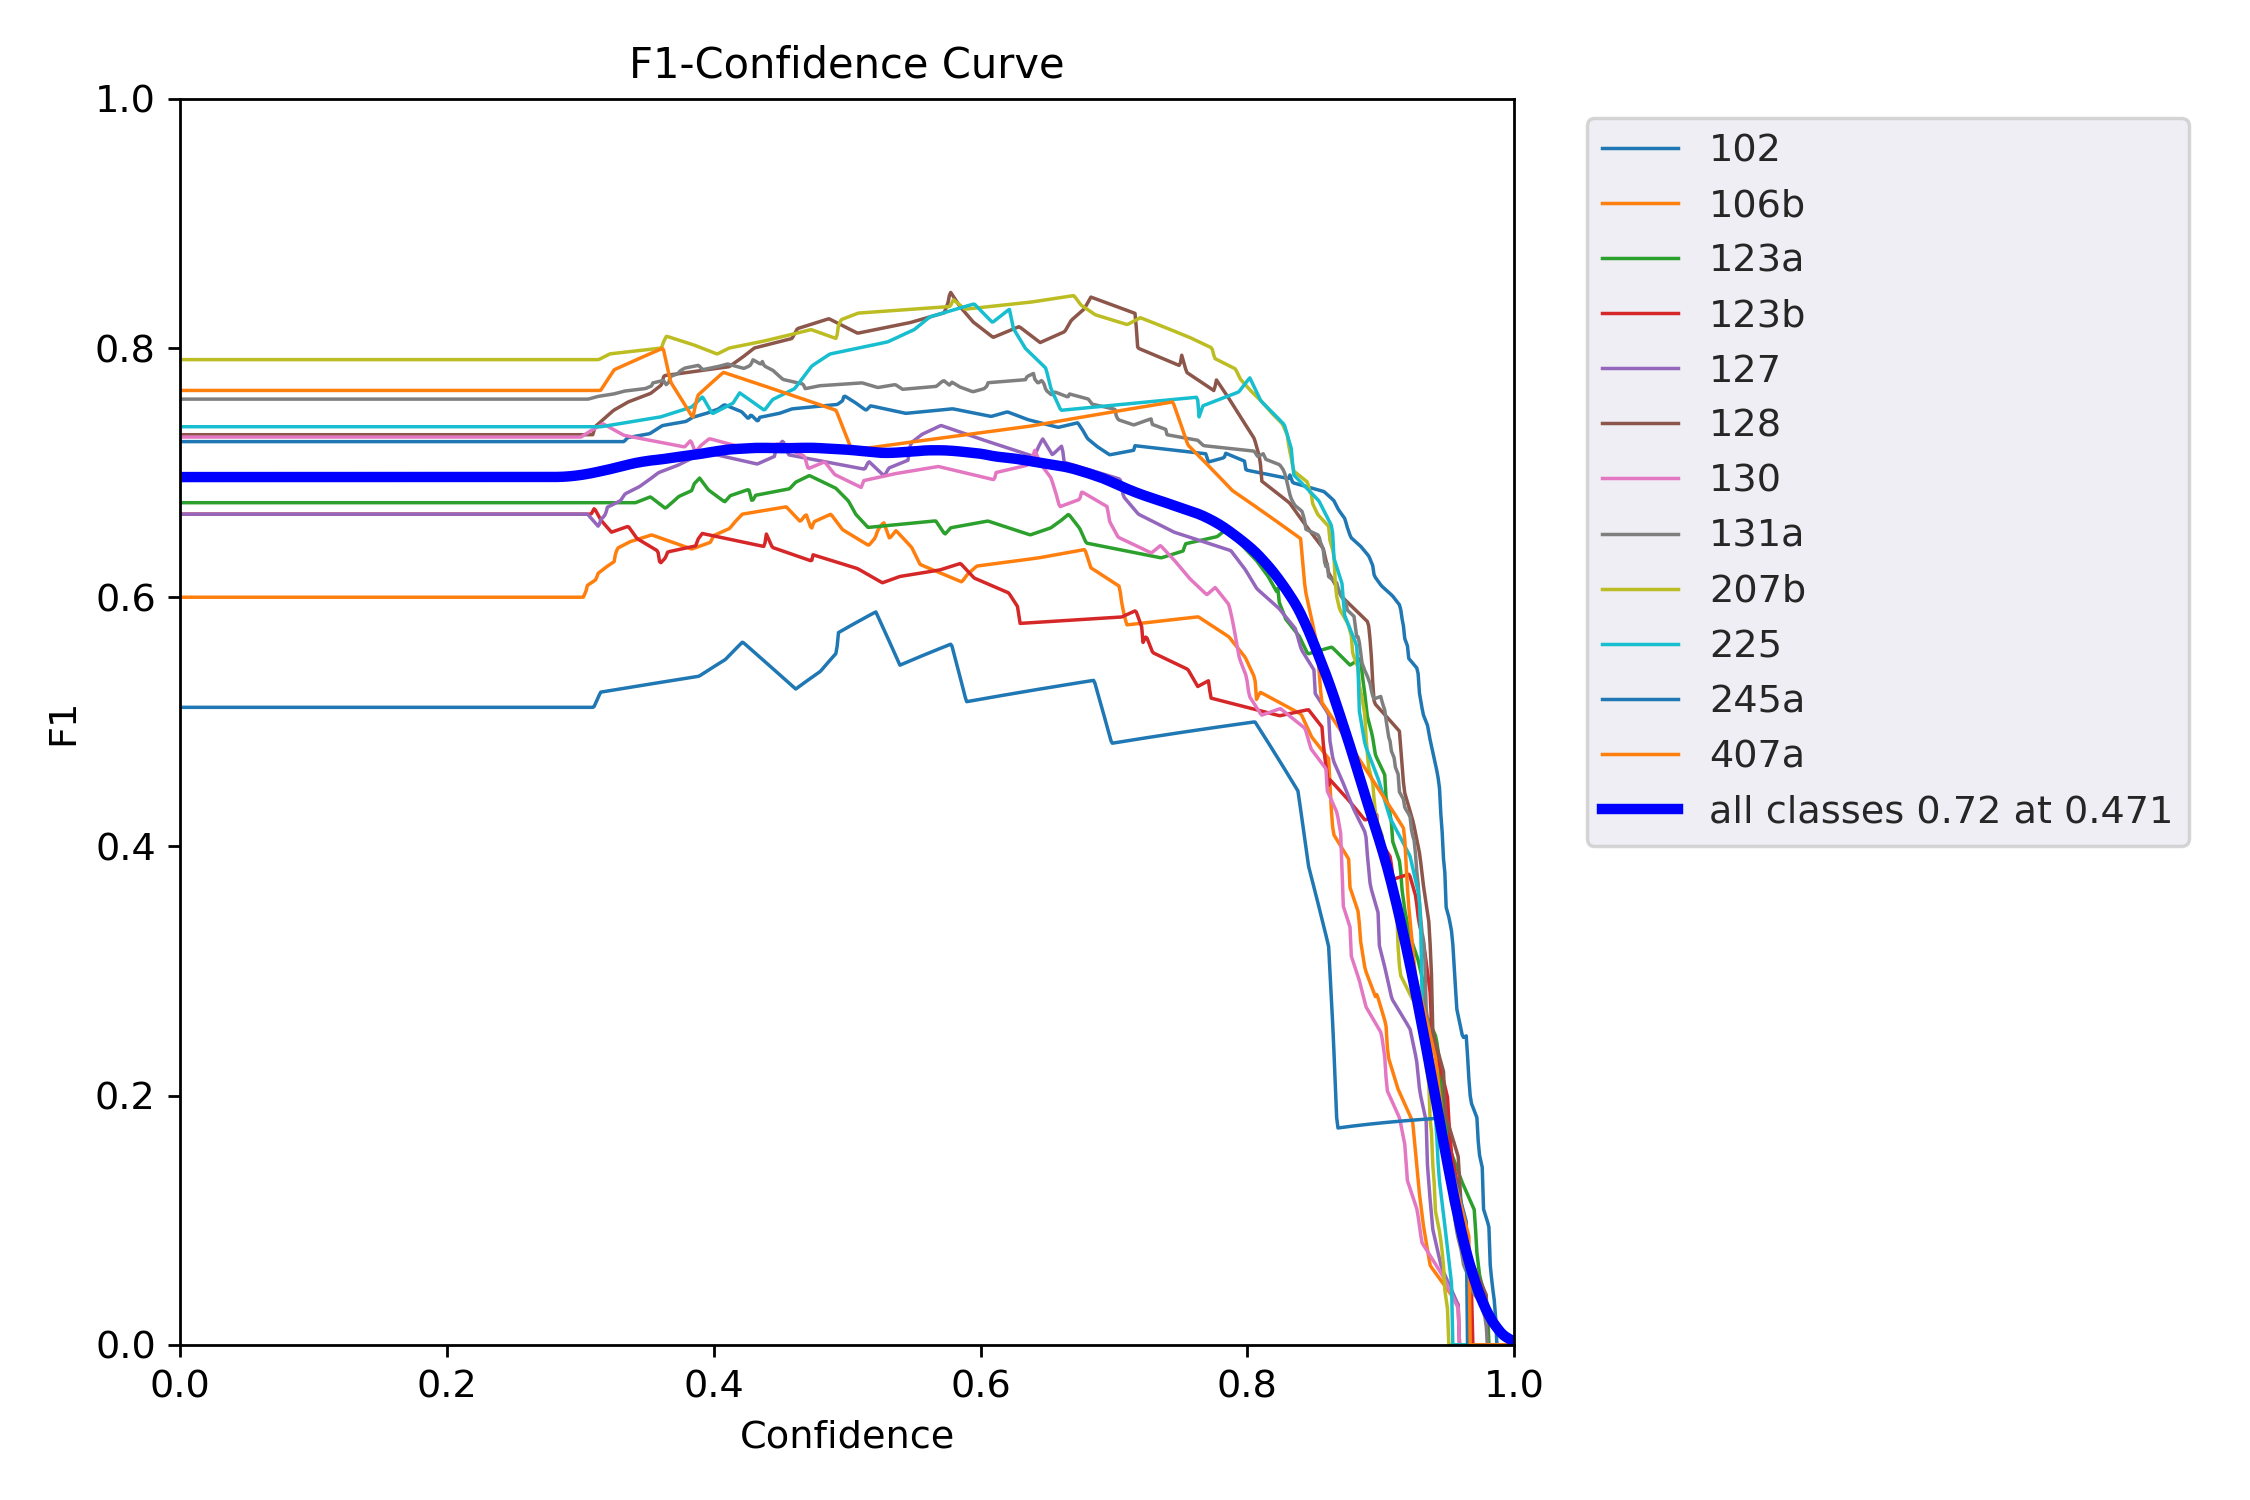 F1-Confidence Curve
1.0
0.8
0.6
0.4
0.2
0.0
F1
0.0 0.2 0.4 0.6 0.8 1.0
Confidence
102
106b
123a
123b
127
128
130
131a
207b
225
245a
407a
all classes 0.72 at 0.471